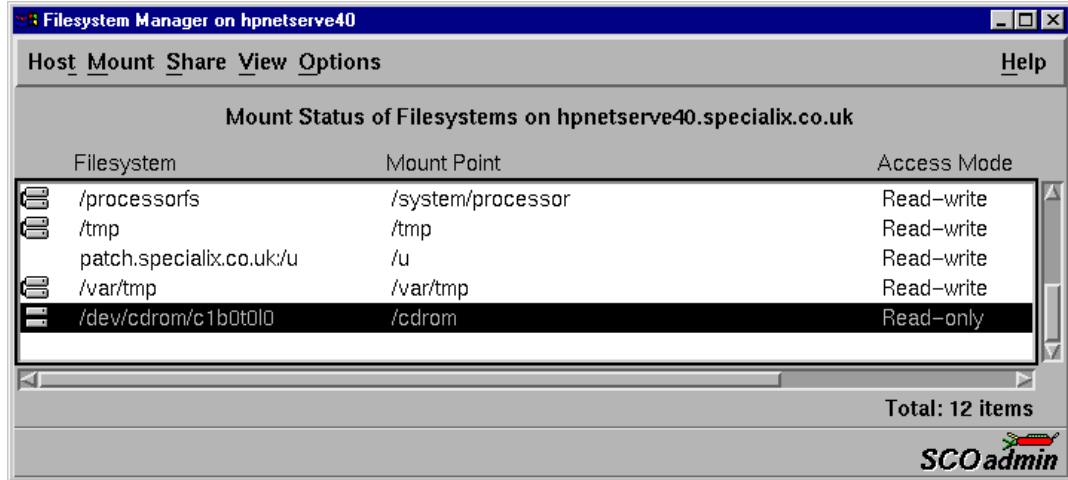 Filesystem Manager on hpnetserve40
Host Mount Share View Options Help
Mount Status of Filesystems on hpnetserve40.specialix.co.uk
Filesystem Mount Point Access Mode
/processorfs /system/processor Read-write
/tmp /tmp Read-write
patch.specialix.co.uk:/u /u Read-write
/var/tmp /var/tmp Read-write
/dev/cdrom/c1b0t0l0 /cdrom Read-only
Total: 12 items
SCOadmin